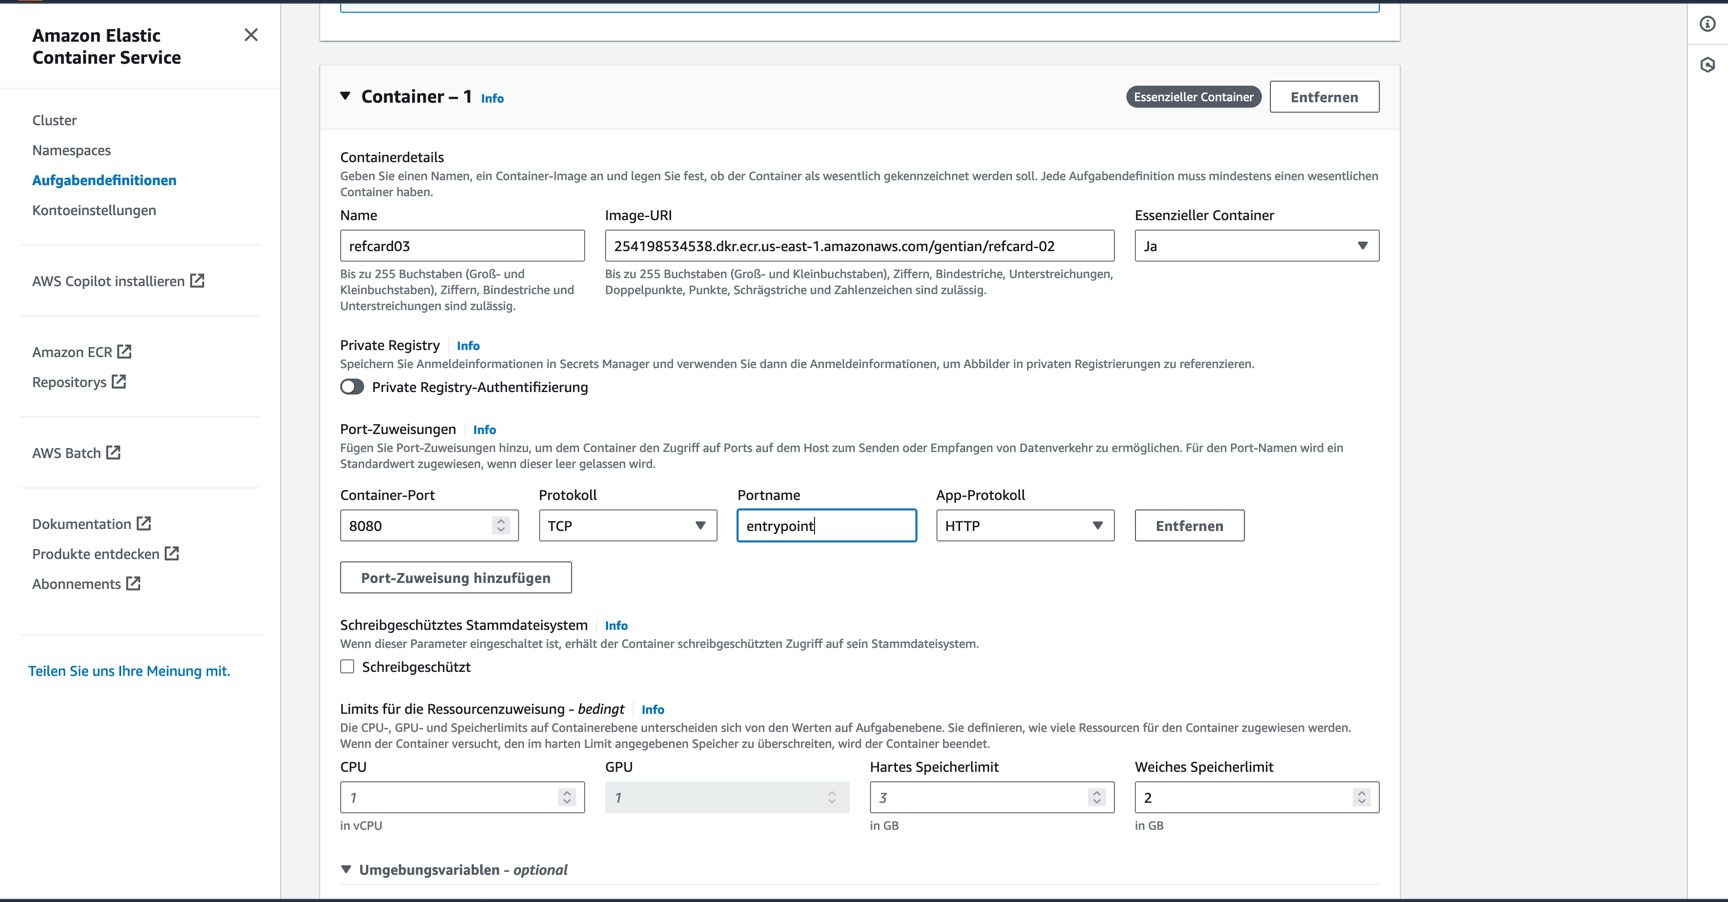 Amazon Elastic
Container Service
Cluster
Namespaces
Aufgabendefinitionen
Kontoeinstellungen
AWS Copilot installieren
Amazon ECR
Repositorys
AWS Batch
Dokumentation
Produkte entdecken
Abonnements
Teilen Sie uns Ihre Meinung mit.
Container – 1 Info
Essenzieller Container
Entfernen
Containerdetails
Geben Sie einen Namen, ein Container-Image an und legen Sie fest, ob der Container als wesentlich gekennzeichnet werden soll. Jede Aufgabendefinition muss mindestens einen wesentlichen
Container haben.
Name
refcard03
Bis zu 255 Buchstaben (Groß- und
Kleinbuchstaben), Ziffern, Bindestriche und
Unterstreichungen sind zulässig.
Image-URI
254198534538.dkr.ecr.us-east-1.amazonaws.com/gentian/refcard-02
Bis zu 255 Buchstaben (Groß- und Kleinbuchstaben), Ziffern, Bindestriche, Unterstreichungen,
Doppelpunkte, Punkte, Schrägstriche und Zahlenzeichen sind zulässig.
Essenzieller Container
Ja
Private Registry Info
Speichern Sie Anmeldeinformationen in Secrets Manager und verwenden Sie dann die Anmeldeinformationen, um Abbilder in privaten Registrierungen zu referenzieren.
Private Registry-Authentifizierung
Port-Zuweisungen Info
Fügen Sie Port-Zuweisungen hinzu, um dem Container den Zugriff auf Ports auf dem Host zum Senden oder Empfangen von Datenverkehr zu ermöglichen. Für den Port-Namen wird ein
Standardwert zugewiesen, wenn dieser leer gelassen wird.
Container-Port
8080
Protokoll
TCP
Portname
entrypoint
App-Protokoll
HTTP
Entfernen
Port-Zuweisung hinzufügen
Schreibgeschütztes Stammdateisystem Info
Wenn dieser Parameter eingeschaltet ist, erhält der Container schreibgeschützten Zugriff auf sein Stammdateisystem.
Schreibgeschützt
Limits für die Ressourcenzuweisung - bedingt Info
Die CPU-, GPU- und Speicherlimits auf Containerebene unterscheiden sich von den Werten auf Aufgabenebene. Sie definieren, wie viele Ressourcen für den Container zugewiesen werden.
Wenn der Container versucht, den im harten Limit angegebenen Speicher zu überschreiten, wird der Container beendet.
CPU
1
in vCPU
GPU
1
Hartes Speicherlimit
3
in GB
Weiches Speicherlimit
2
in GB
Umgebungsvariablen - optional